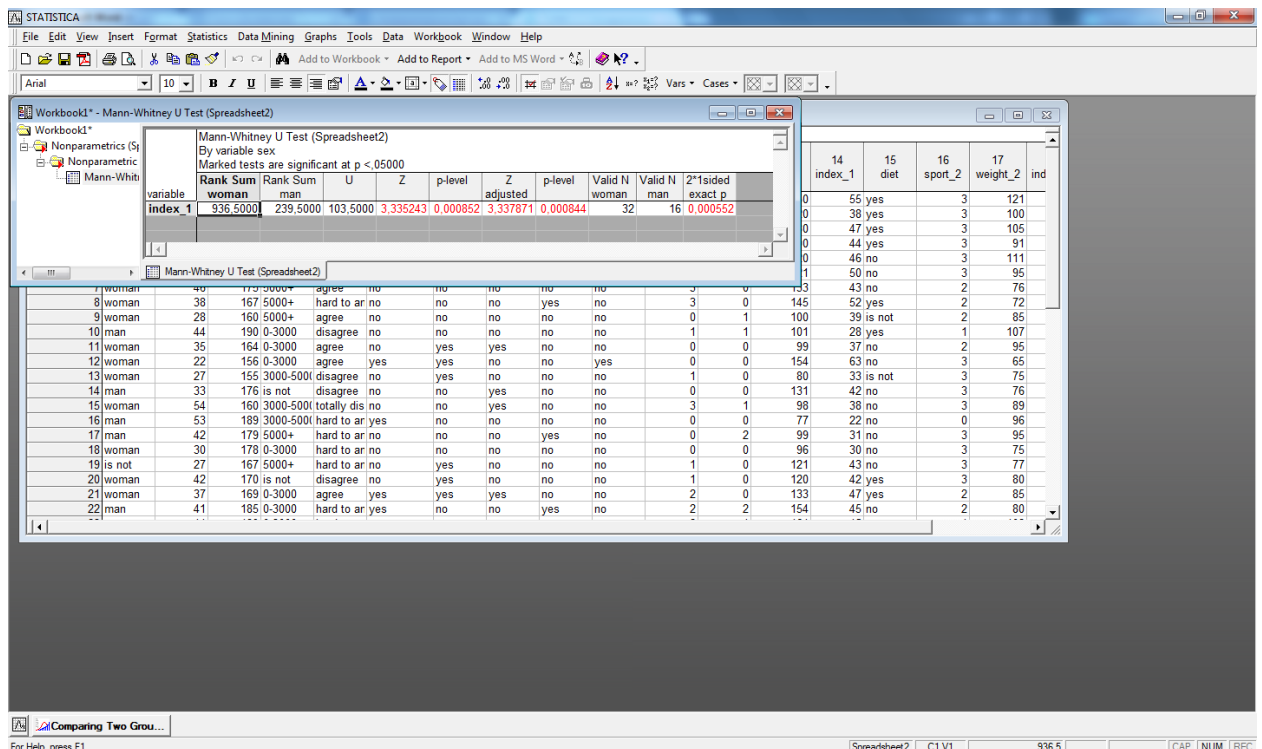 STATISTICA
File Edit View Insert Format Statistics Data Mining Graphs Tools Data Workbook Window Help
Add to Workbook Add to Report Add to MS Word
Arial 10 B I U Vars Cases
Workbook1* - Mann-Whitney U Test (Spreadsheet2)
Workbook1*
Nonparametrics (Sp
Nonparametric
Mann-Whit
Mann-Whitney U Test (Spreadsheet2)
By variable sex
Marked tests are significant at p <,05000
variable Rank Sum woman Rank Sum man U Z p-level Z adjusted p-level Valid N woman Valid N man 2*1sided exact p
index_1 936,5000 239,5000 103,5000 3,335243 0,000852 3,337871 0,000844 32 16 0,000552
Mann-Whitney U Test (Spreadsheet2)
14 index_1 15 diet 16 sport_2 17 weight_2 ind
55 yes 3 121
38 yes 3 100
47 yes 3 105
44 yes 3 91
46 no 3 111
50 no 3 95
7 woman 46 175 5000+ agree no no no no no 3 0 133 43 no 2 76
8 woman 38 167 5000+ hard to ar no no no yes no 3 0 145 52 yes 2 72
9 woman 28 160 5000+ agree no no no no no 0 1 100 39 is not 2 85
10 man 44 190 0-3000 disagree no no no no no 1 1 101 28 yes 1 107
11 woman 35 164 0-3000 agree no yes yes no no 0 0 99 37 no 2 95
12 woman 22 156 0-3000 agree yes yes no no yes 0 0 154 63 no 3 65
13 woman 27 155 3000-5000 disagree no yes no no no 1 0 80 33 is not 3 75
14 man 33 176 is not disagree no no yes no no 0 0 131 42 no 3 76
15 woman 54 160 3000-5000 totally dis no no yes no no 3 1 98 38 no 3 89
16 man 53 189 3000-5000 hard to ar yes no no no no 0 0 77 22 no 0 96
17 man 42 179 5000+ hard to ar no no no yes no 0 2 99 31 no 3 95
18 woman 30 178 0-3000 hard to ar no no no no no 0 0 96 30 no 3 75
19 is not 27 167 5000+ hard to ar no yes no no no 1 0 121 43 no 3 77
20 woman 42 170 is not disagree no yes no no no 1 0 120 42 yes 3 80
21 woman 37 169 0-3000 agree yes yes yes no no 2 0 133 47 yes 2 85
22 man 41 185 0-3000 hard to ar yes no no yes no 2 2 154 45 no 2 80
Comparing Two Grou...
For Help, press F1 Spreadsheet2 C1,V1 936,5 CAP NUM REC